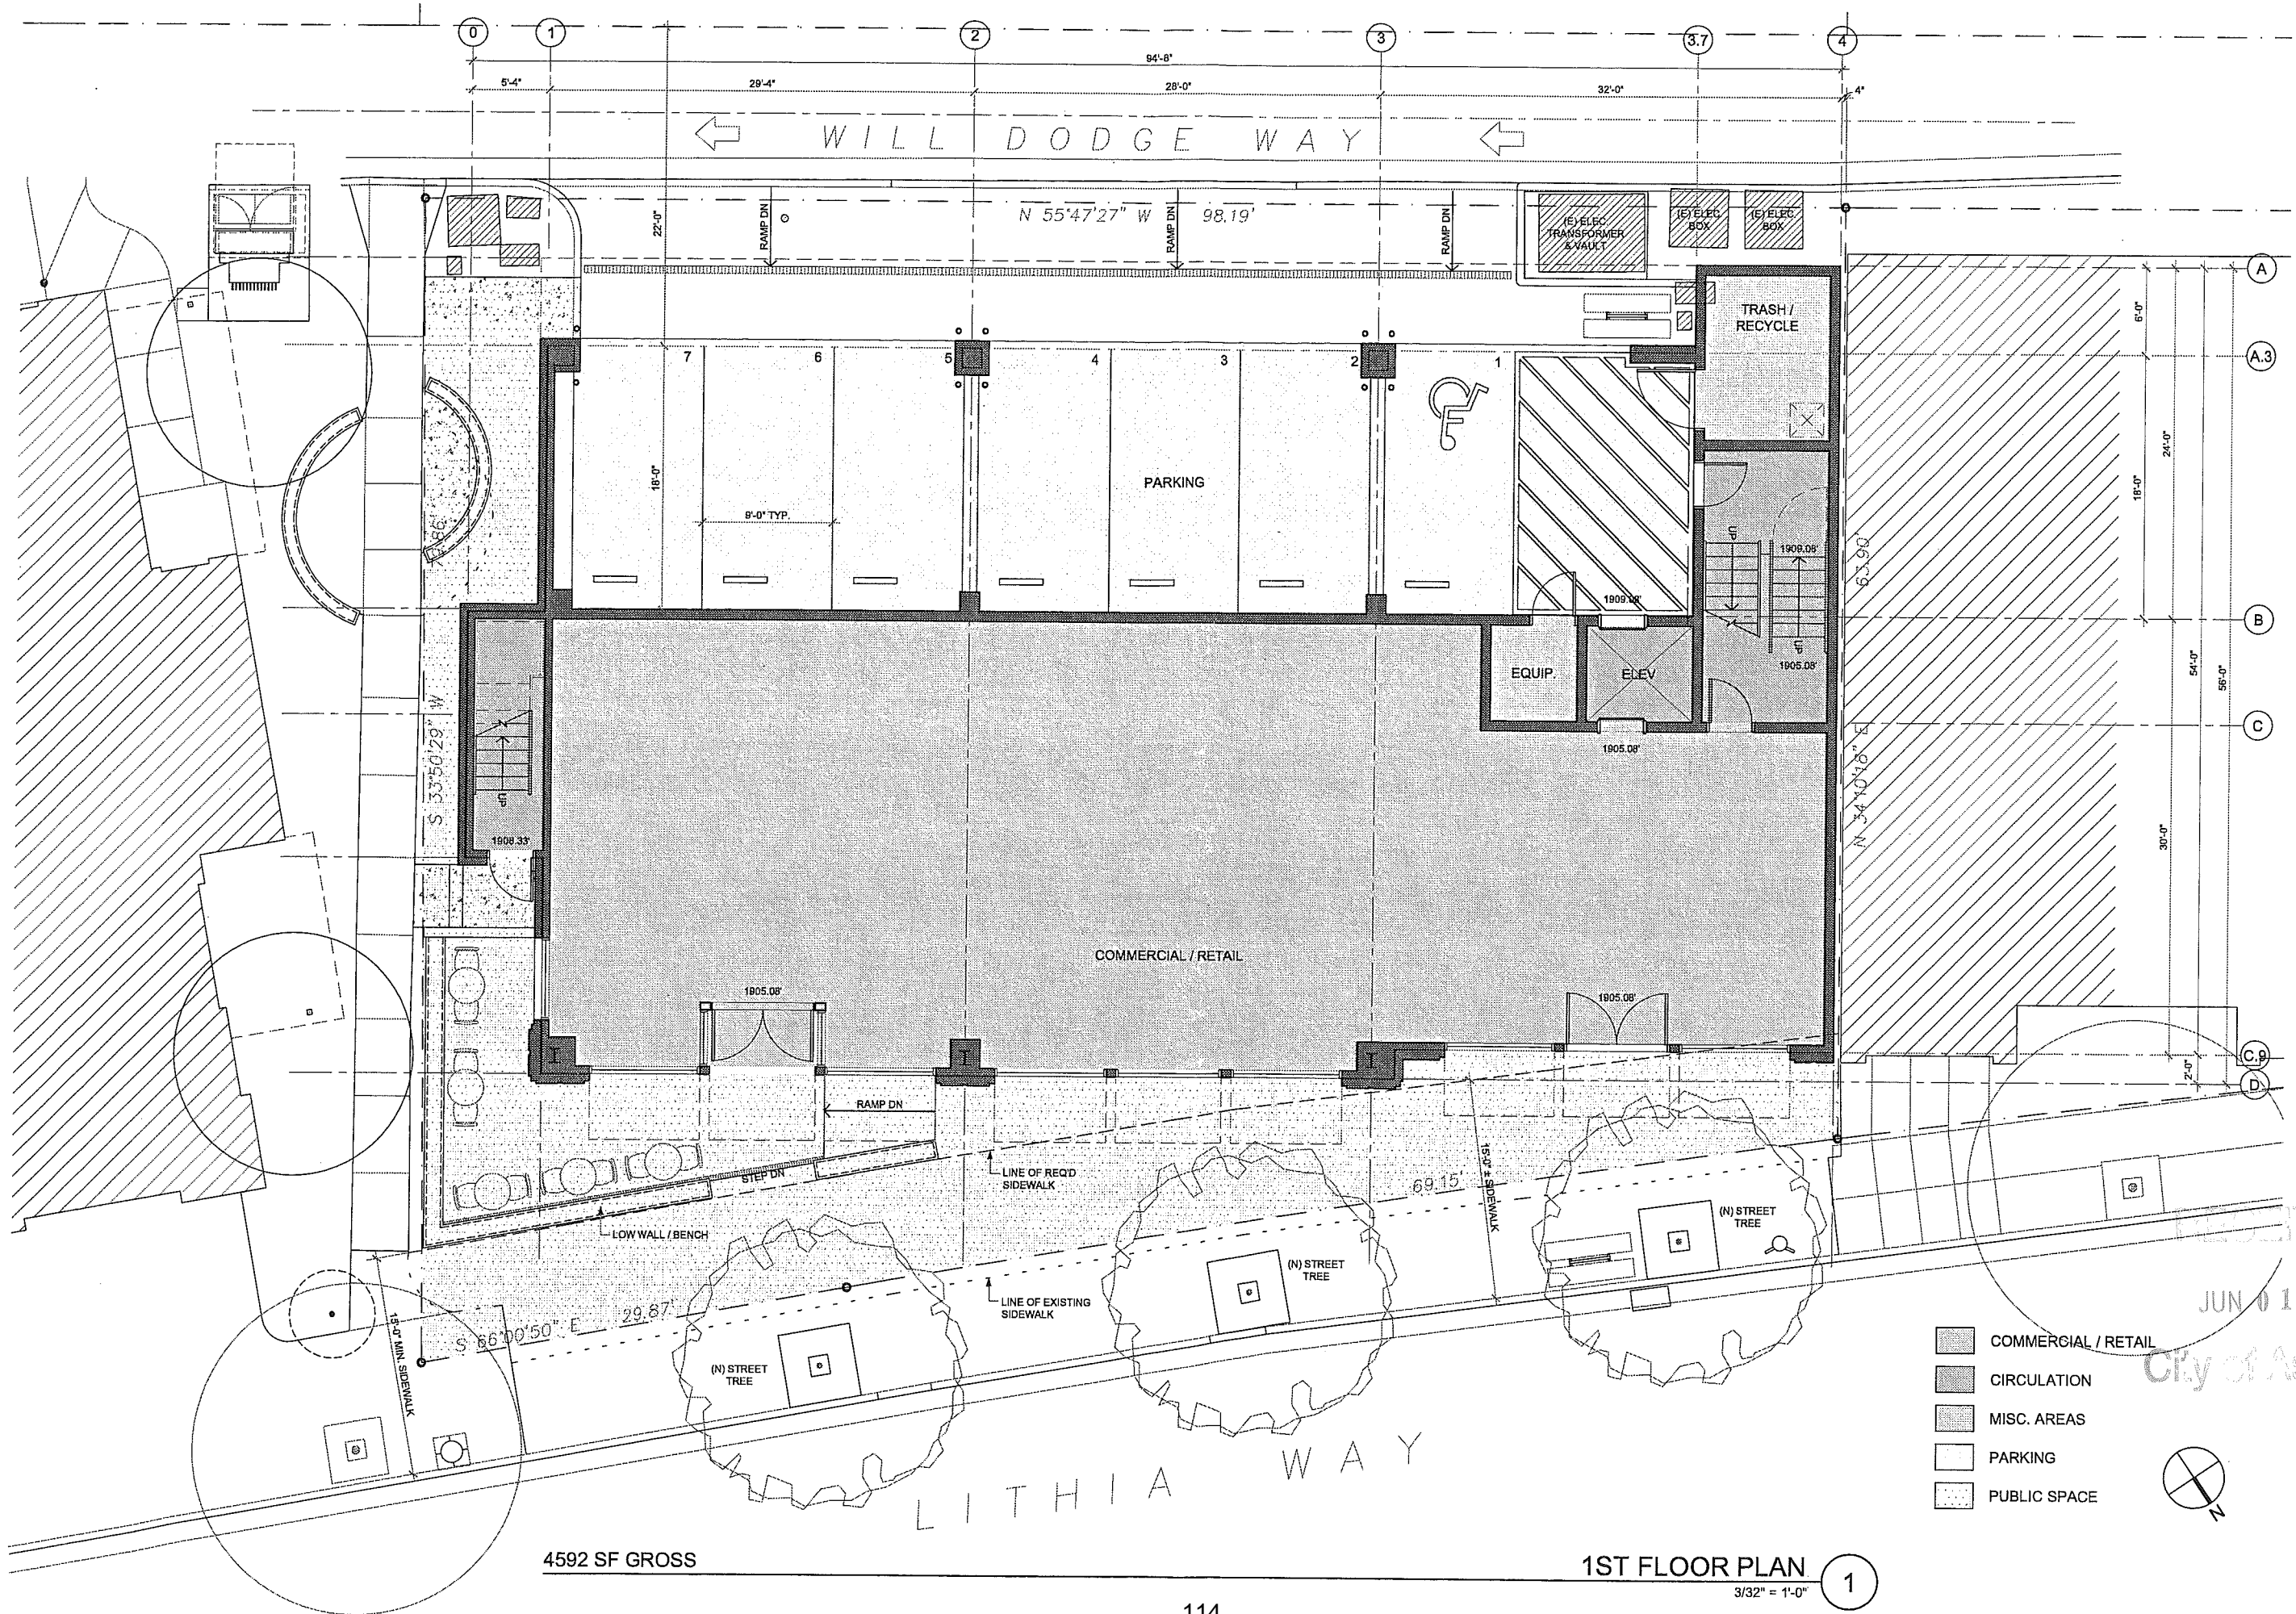 0
1
2
3
3.7
4
94'-8"
5'-4"
29'-4"
28'-0"
32'-0"
4"
WILL DODGE WAY
22'-0"
RAMP DN
N 55°47'27" W 98.19'
RAMP DN
RAMP DN
(E) ELEC.
TRANSFORMER
& VAULT
(E) ELEC.
BOX
(E) ELEC.
BOX
A
TRASH /
RECYCLE
6'-0"
A.3
7
6
5
4
3
2
1
18'-0"
9'-0" TYP.
PARKING
24'-0"
18'-0"
UP
1909.08'
63.90'
1909.08'
B
UP
1905.08'
EQUIP.
ELEV
54'-0"
56'-0"
S 33°50'29" W
1905.08'
C
N 34°10'18" E
UP
1908.33'
30'-0"
COMMERCIAL / RETAIL
1905.08'
1905.08'
C.9
2'-0"
D
RAMP DN
STEP DN
LINE OF REQ'D
SIDEWALK
69.15'
15'-0" ± SIDEWALK
LOW WALL / BENCH
(N) STREET
TREE
(N) STREET
TREE
LINE OF EXISTING
SIDEWALK
29.87'
S 66°00'50" E
15'-0" MIN. SIDEWALK
(N) STREET
TREE
JUN 01
City of As
COMMERCIAL / RETAIL
CIRCULATION
MISC. AREAS
PARKING
PUBLIC SPACE
N
LITHIA WAY
4592 SF GROSS
1ST FLOOR PLAN
1
3/32" = 1'-0"
114